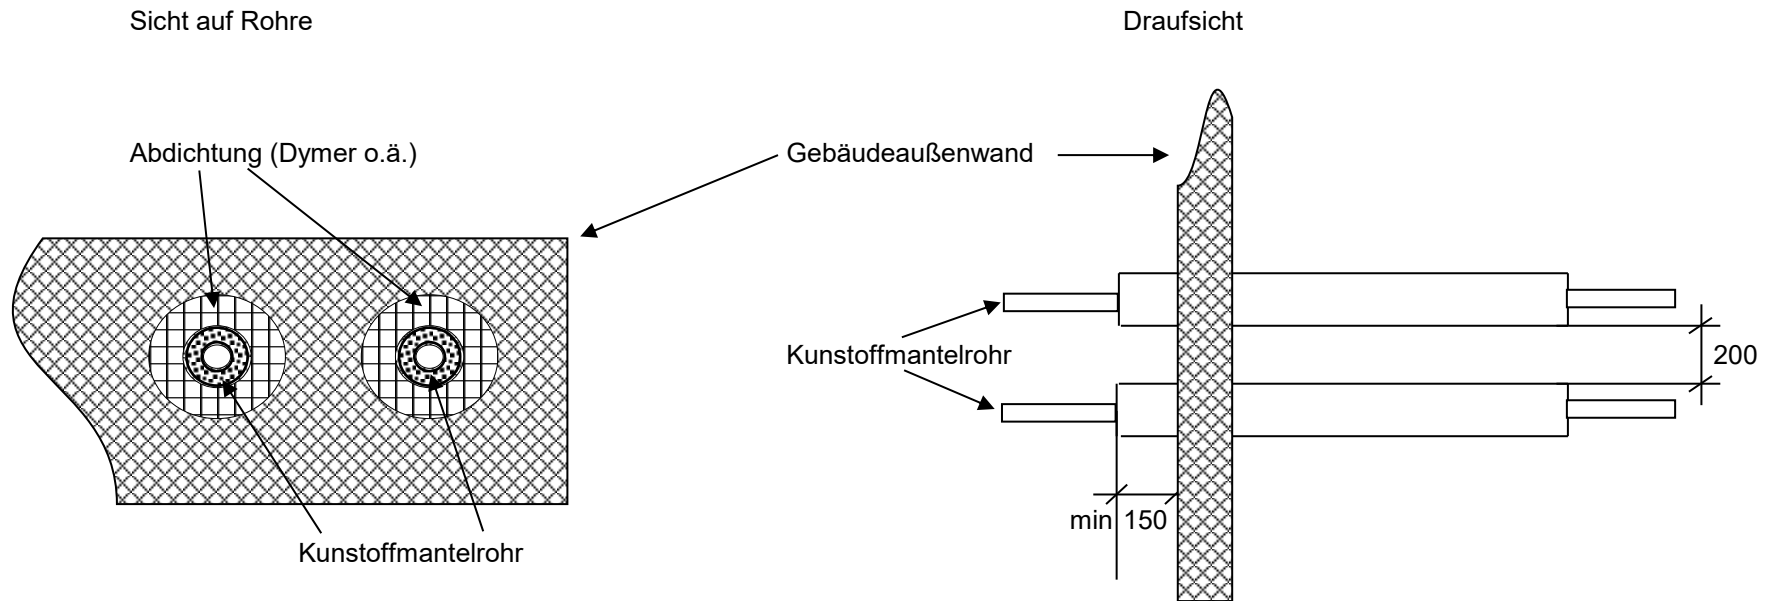 Sicht auf Rohre
Draufsicht
Abdichtung (Dymer o.ä.)
Gebäudeaußenwand
Kunstoffmantelrohr
200
min 150
Kunstoffmantelrohr